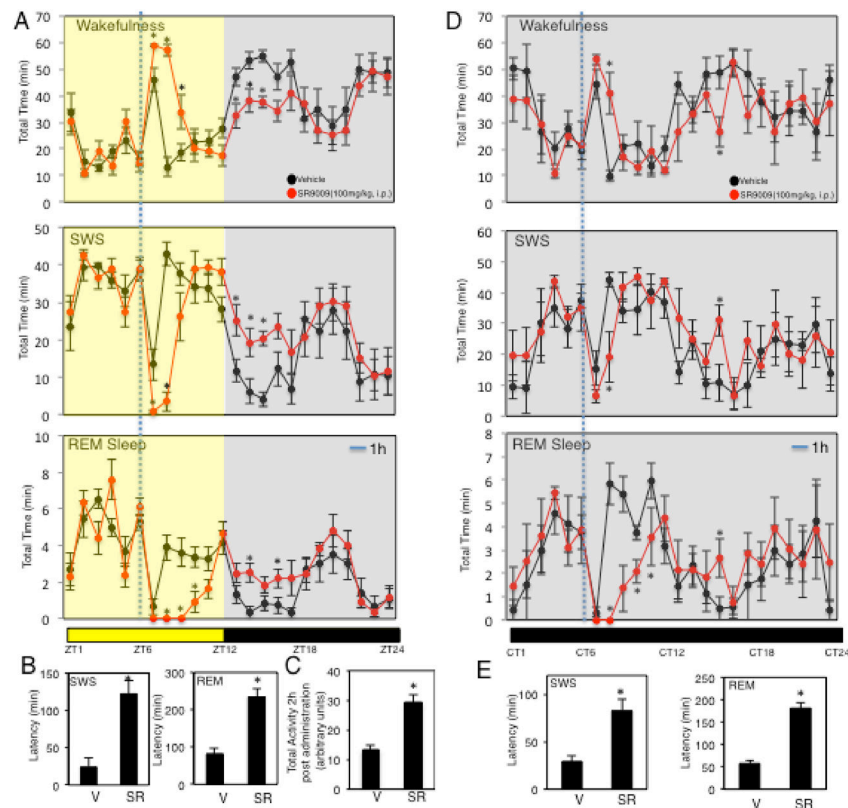 A
Wakefulness
70
60
50
40
30
20
10
0
Total Time (min)
* * *
* * *
Vehicle
SR9009(100mg/kg, i.p.)
SWS
50
40
30
20
10
0
Total Time (min)
* *
* * *
REM Sleep
1h
10
8
6
4
2
0
Total Time (min)
* * * *
* *
ZT1 ZT6 ZT12 ZT18 ZT24
D
Wakefulness
70
60
50
40
30
20
10
0
Total Time (min)
*
*
Vehicle
SR9009(100mg/kg, i.p.)
SWS
60
50
40
30
20
10
0
Total Time (min)
*
*
REM Sleep
1h
8
7
6
5
4
3
2
1
0
Total Time (min)
* * *
*
CT1 CT6 CT12 CT18 CT24
B
SWS
150
100
50
0
Latency (min)
*
V SR
REM
300
200
100
0
Latency (min)
*
V SR
C
40
30
20
10
0
Total Activity 2h
post administration
(arbitrary units)
*
V SR
E
SWS
100
50
0
Latency (min)
*
V SR
REM
250
200
150
100
50
0
Latency (min)
*
V SR